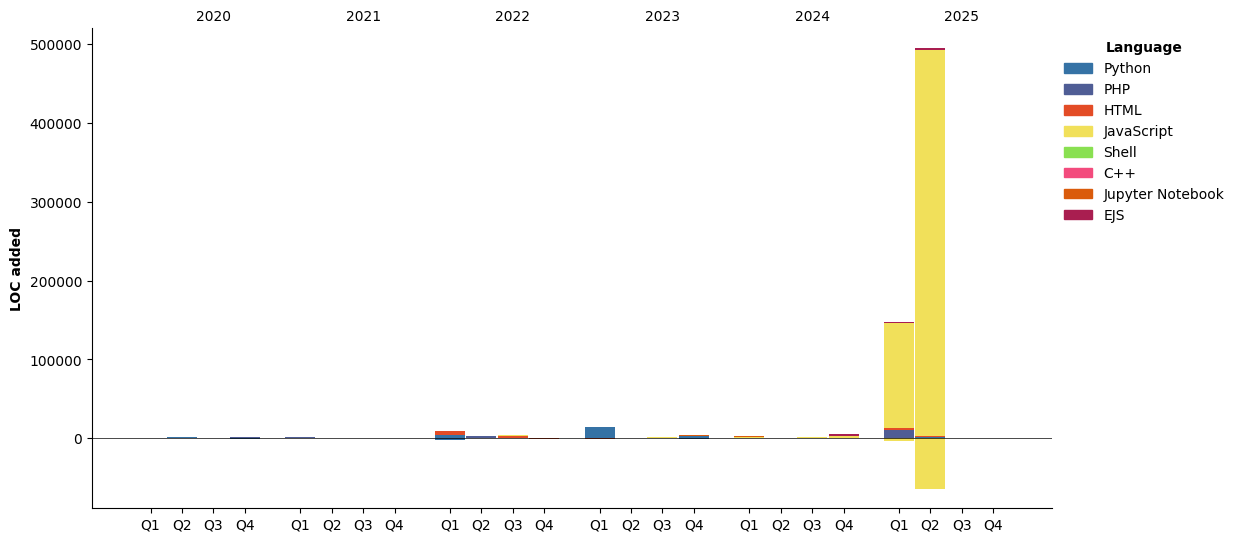 2020 2021 2022 2023 2024 2025
500000
400000
300000
200000
100000
0
LOC added
Q1 Q2 Q3 Q4 Q1 Q2 Q3 Q4 Q1 Q2 Q3 Q4 Q1 Q2 Q3 Q4 Q1 Q2 Q3 Q4 Q1 Q2 Q3 Q4
Language
Python
PHP
HTML
JavaScript
Shell
C++
Jupyter Notebook
EJS